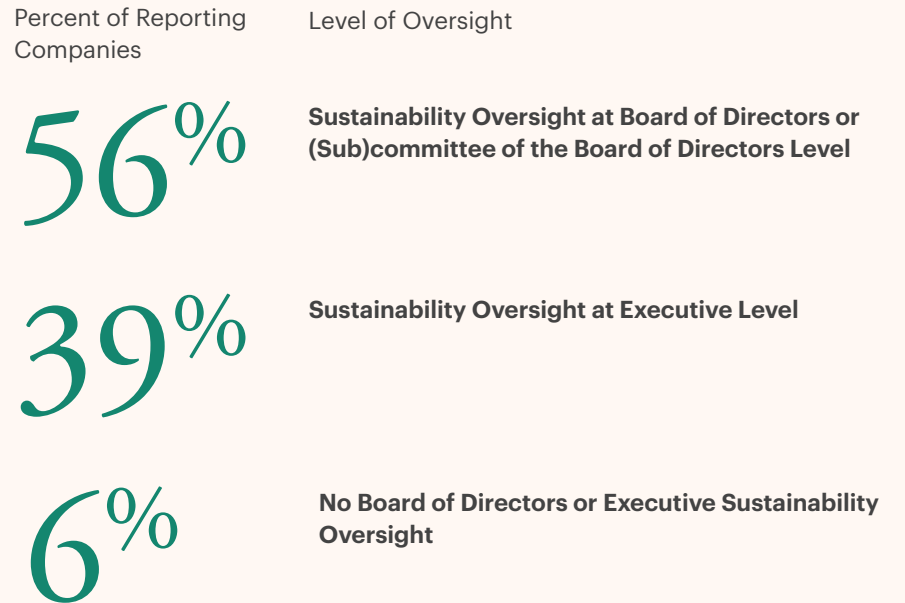 Percent of Reporting
Companies
Level of Oversight
56%
Sustainability Oversight at Board of Directors or
(Sub)committee of the Board of Directors Level
39%
Sustainability Oversight at Executive Level
6%
No Board of Directors or Executive Sustainability
Oversight